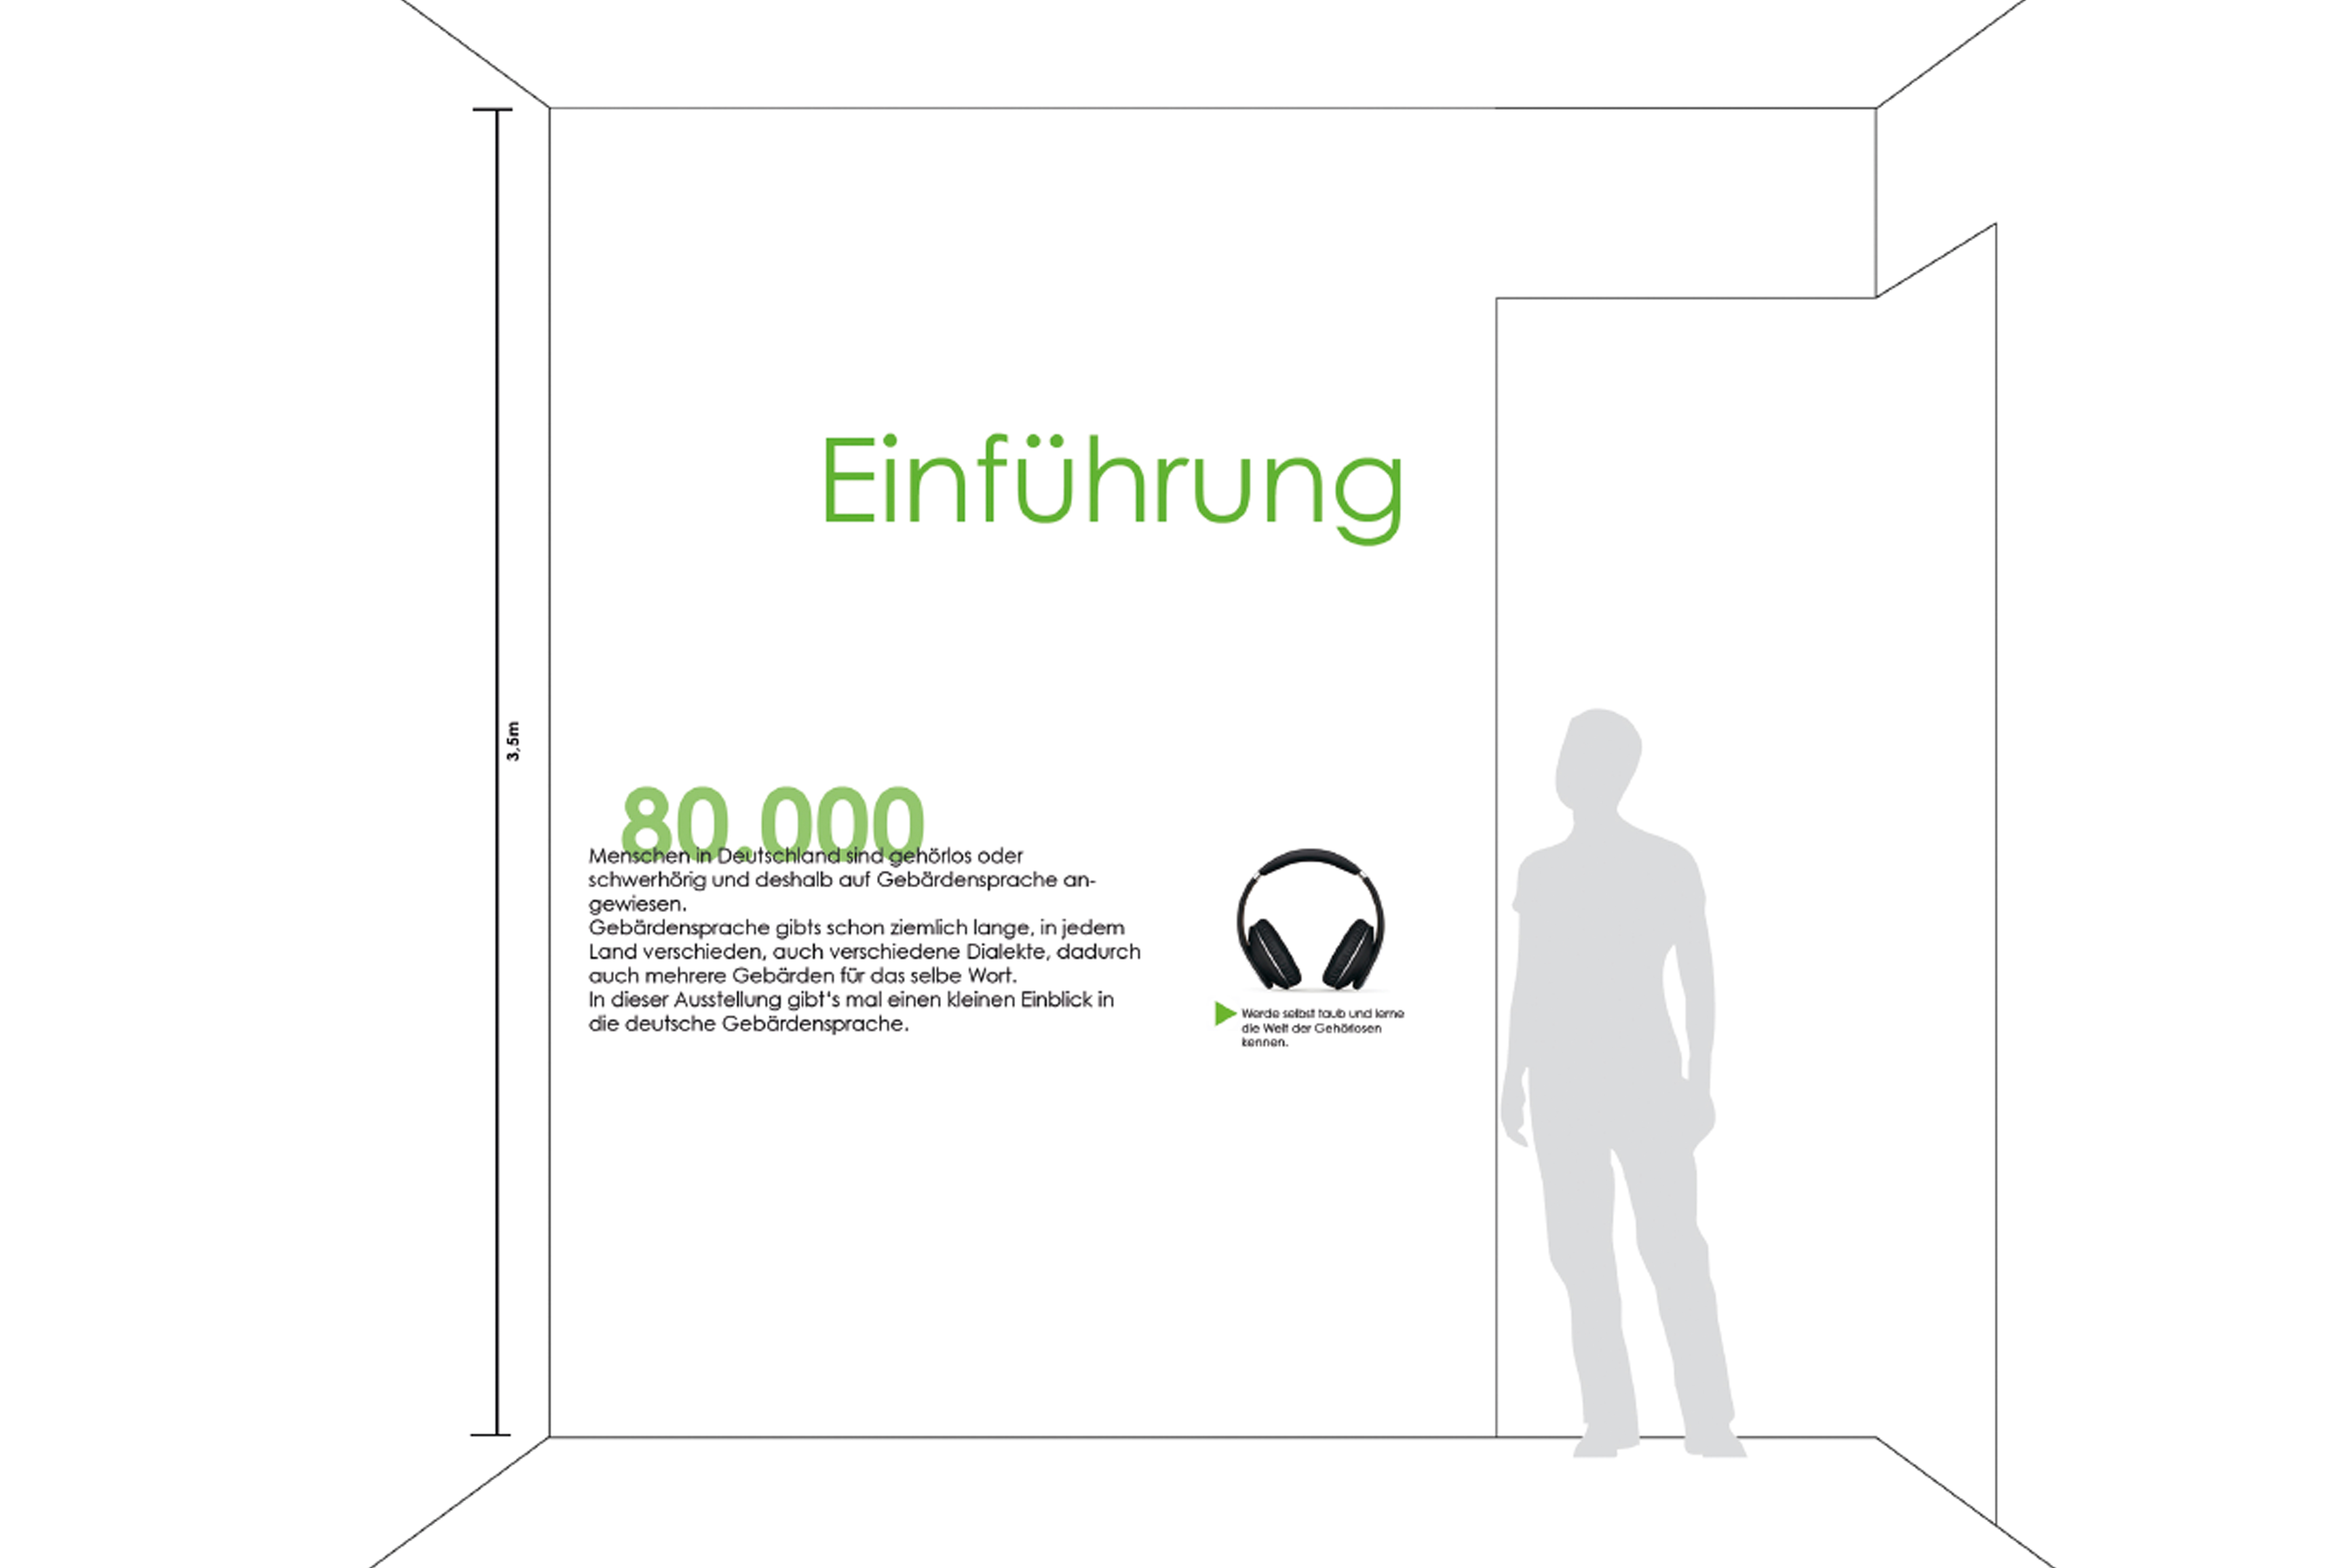 Einführung
3,5m
80.000
Menschen in Deutschland sind gehörlos oder
schwerhörig und deshalb auf Gebärdensprache an-
gewiesen.
Gebärdensprache gibts schon ziemlich lange, in jedem
Land verschieden, auch verschiedene Dialekte, dadurch
auch mehrere Gebärden für das selbe Wort.
In dieser Ausstellung gibt's mal einen kleinen Einblick in
die deutsche Gebärdensprache.
Werde selbst taub und lerne
die Welt der Gehörlosen
kennen.